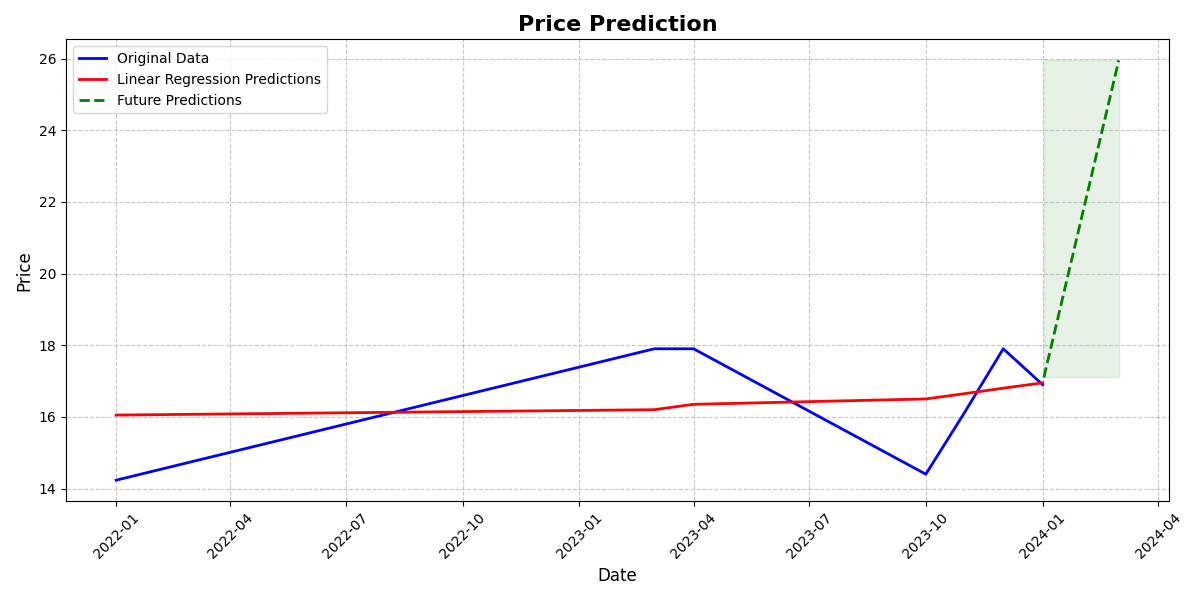 Price Prediction
Original Data
Linear Regression Predictions
Future Predictions
26
24
22
20
18
16
14
Price
2022-01
2022-04
2022-07
2022-10
2023-01
2023-04
2023-07
2023-10
2024-01
2024-04
Date